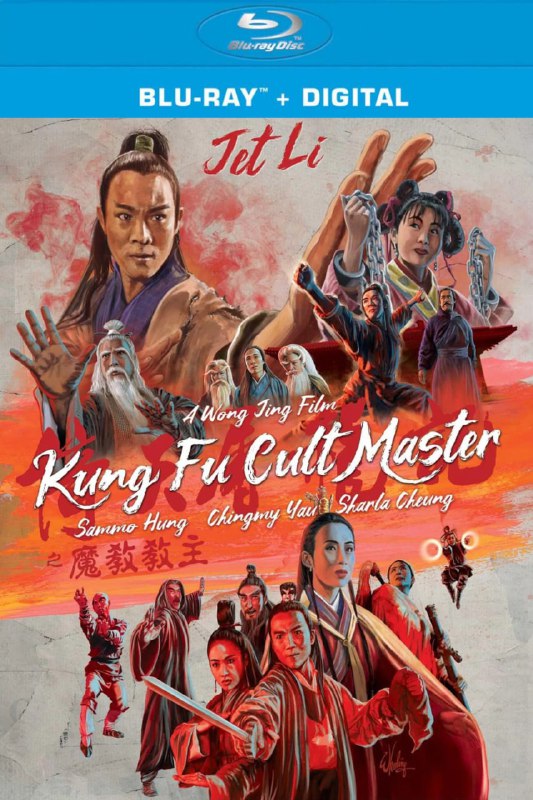 Blu-ray Disc™
BLU-RAY™ + DIGITAL
Jet Li
A Wong Jing Film
Kung Fu Cult Master
Sammo Hung Chingmy Yau Sharla Cheung
之魔教教主